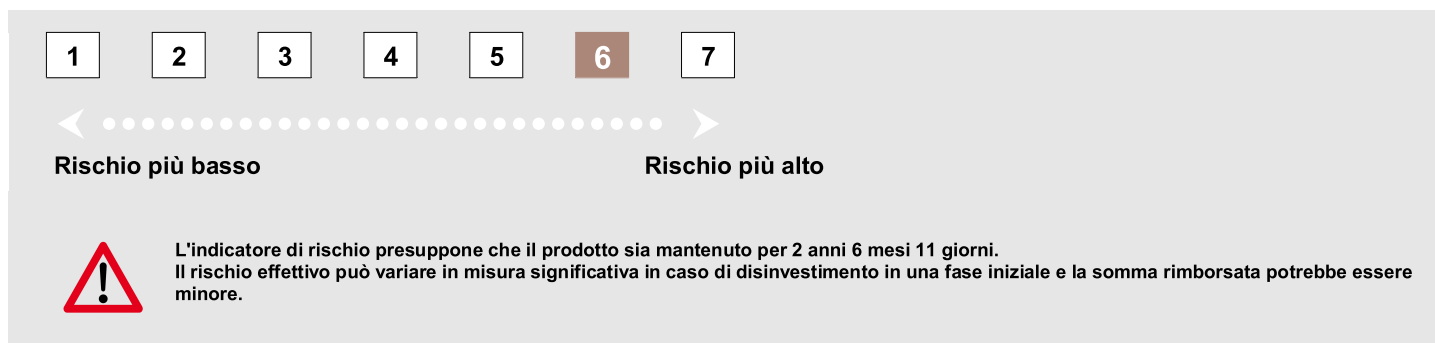 1 2 3 4 5 6 7
Rischio più basso Rischio più alto
L'indicatore di rischio presuppone che il prodotto sia mantenuto per 2 anni 6 mesi 11 giorni.
Il rischio effettivo può variare in misura significativa in caso di disinvestimento in una fase iniziale e la somma rimborsata potrebbe essere
minore.